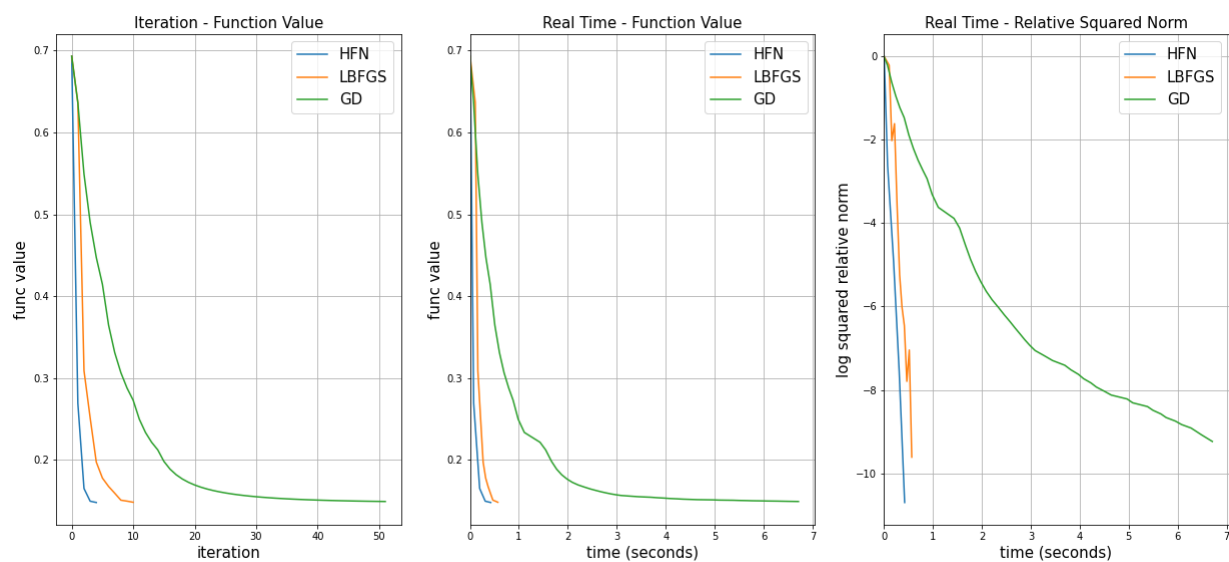 Iteration - Function Value
func value
0.7
0.6
0.5
0.4
0.3
0.2
HFN
LBFGS
GD
0 10 20 30 40 50
iteration
Real Time - Function Value
func value
0.7
0.6
0.5
0.4
0.3
0.2
HFN
LBFGS
GD
0 1 2 3 4 5 6 7
time (seconds)
Real Time - Relative Squared Norm
log squared relative norm
0
−2
−4
−6
−8
−10
HFN
LBFGS
GD
0 1 2 3 4 5 6 7
time (seconds)